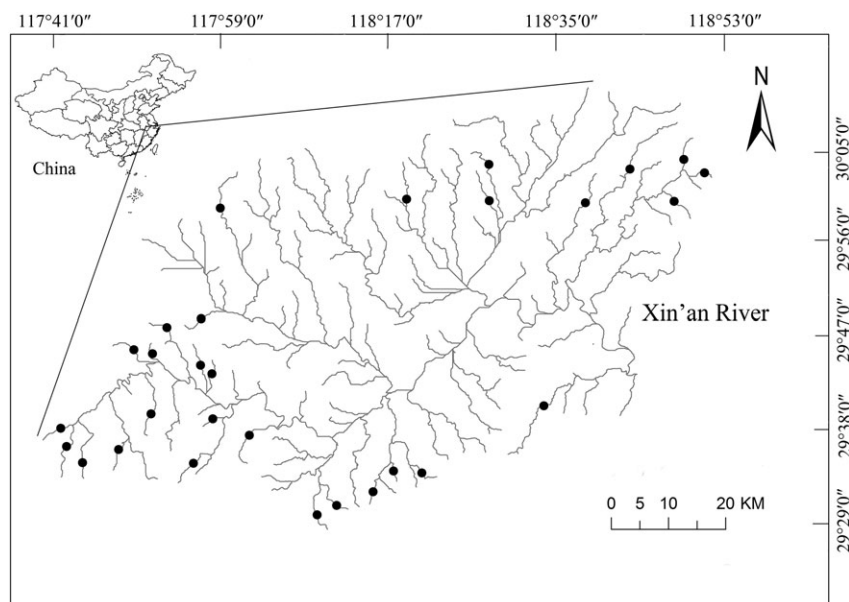 117°41′0″ 117°59′0″ 118°17′0″ 118°35′0″ 118°53′0″
N
China
30°05′0″
29°56′0″
Xin’an River
29°47′0″
29°38′0″
0 5 10 20 KM
29°29′0″